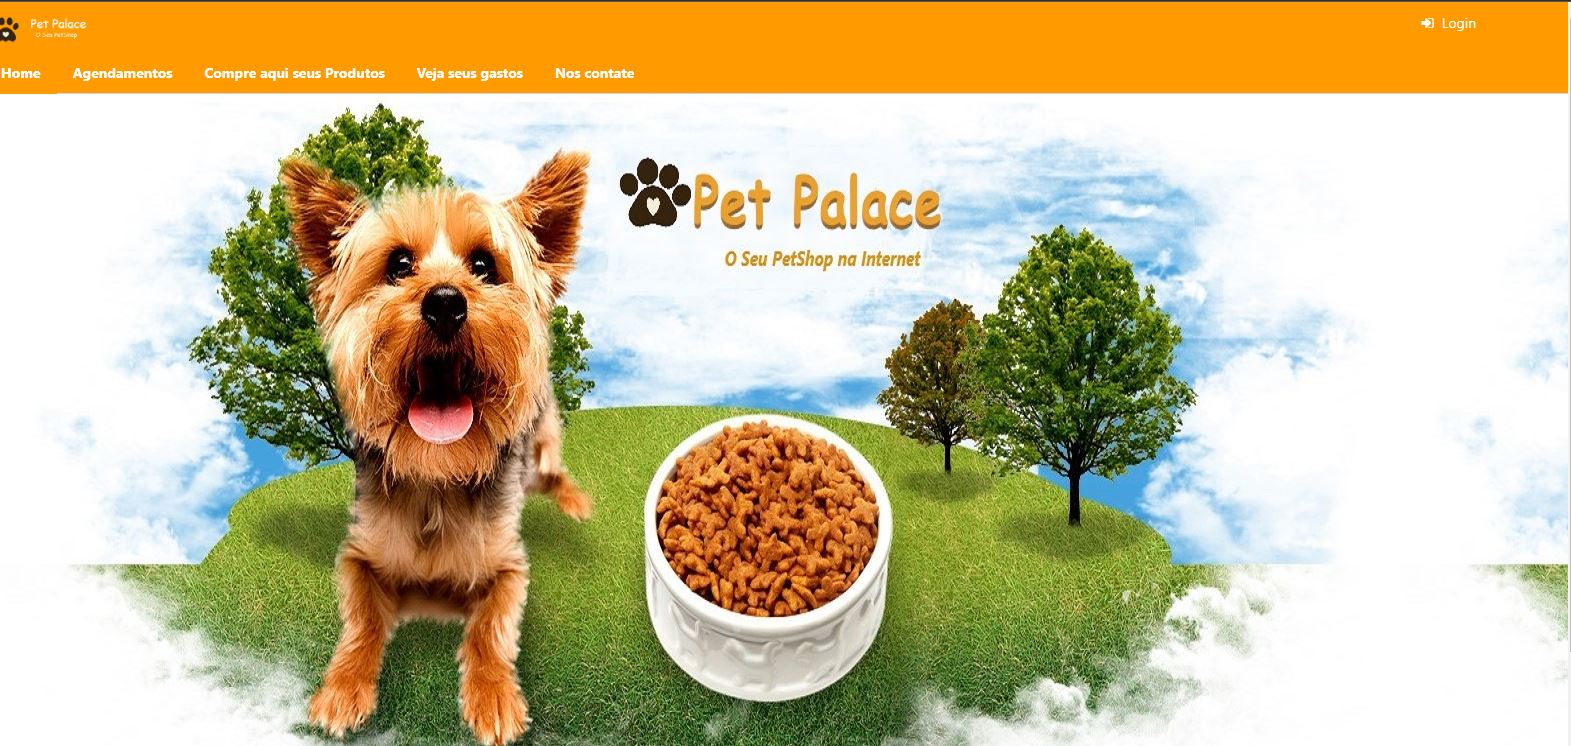 Pet Palace
O Seu PetShop
Login
Home Agendamentos Compre aqui seus Produtos Veja seus gastos Nos contate
Pet Palace
O Seu PetShop na Internet